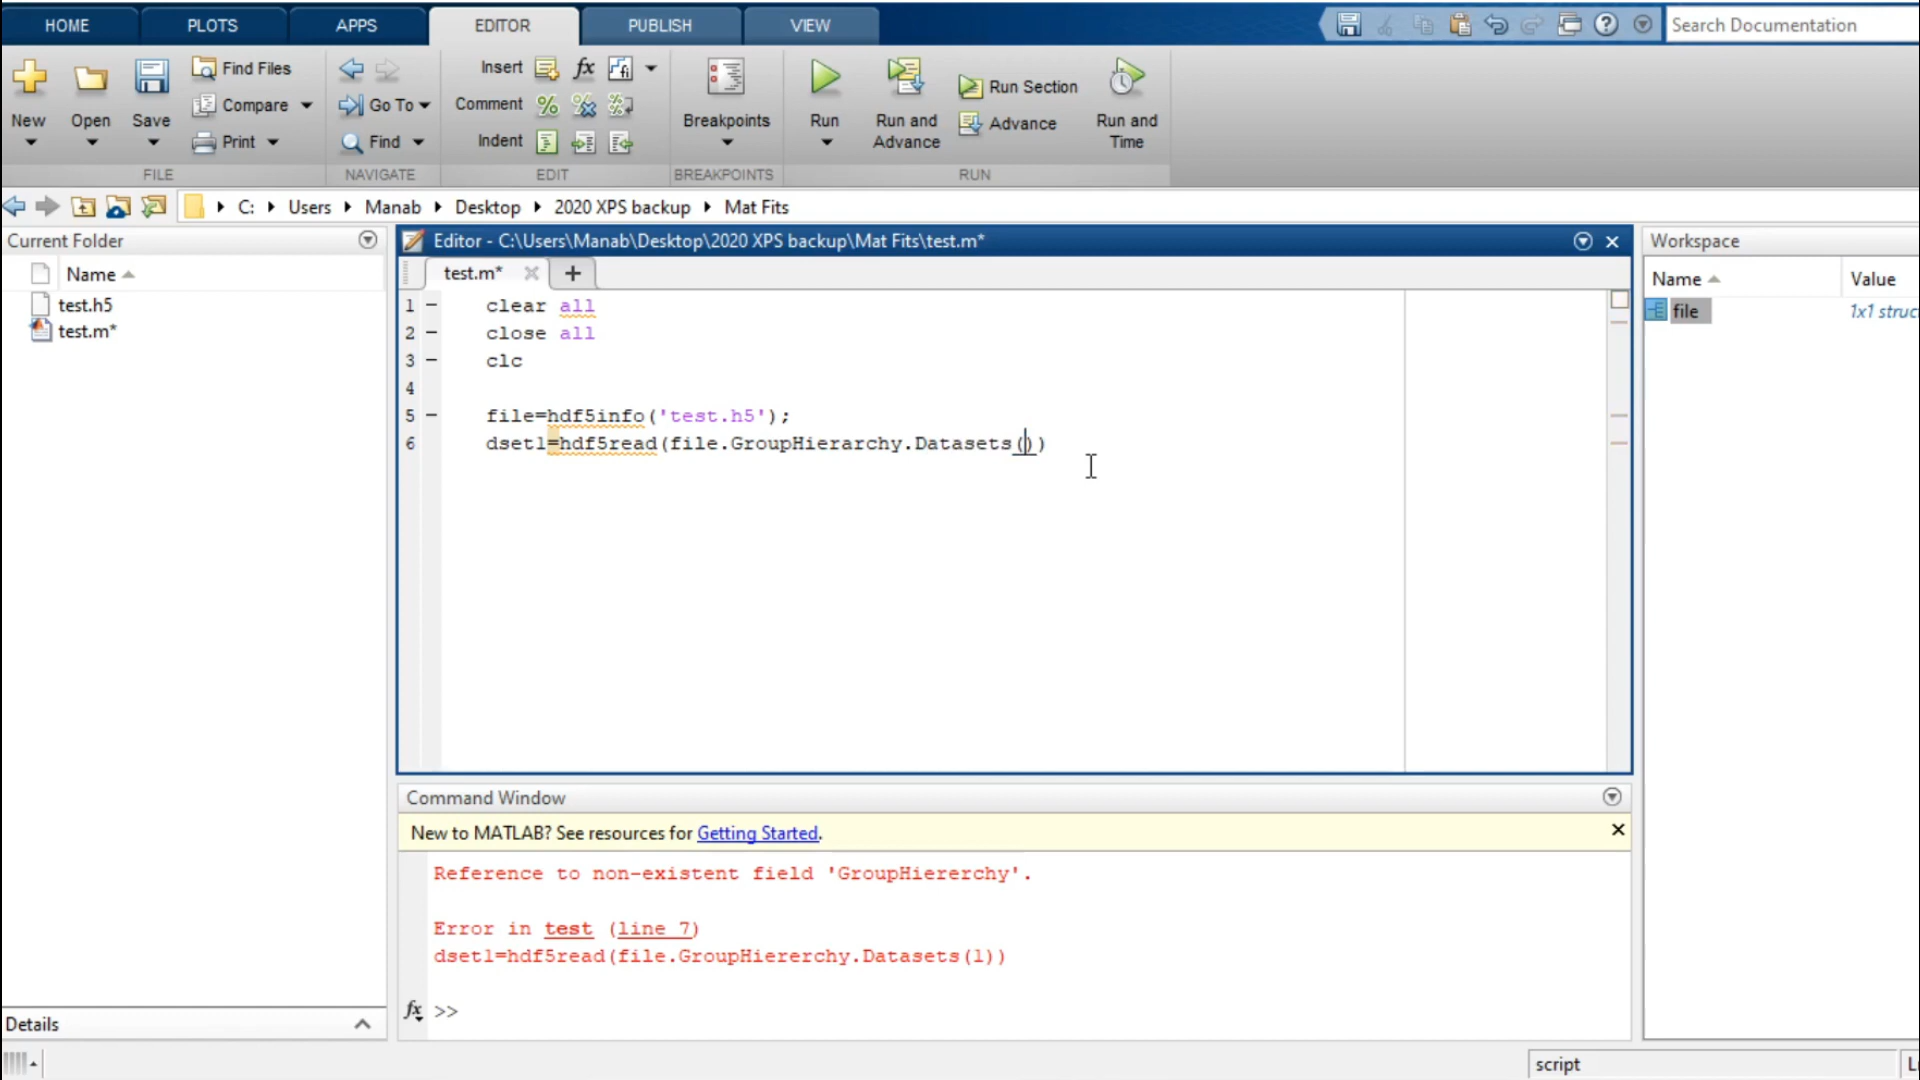 HOME PLOTS APPS EDITOR PUBLISH VIEW Search Documentation
New Open Save Find Files Compare Print
Go To Find
Insert fx Comment Indent
Breakpoints
Run Run and Advance Run Section Advance Run and Time
FILE NAVIGATE EDIT BREAKPOINTS RUN
C: Users Manab Desktop 2020 XPS backup Mat Fits
Current Folder
Name
test.h5
test.m*
Details
Editor - C:\Users\Manab\Desktop\2020 XPS backup\Mat Fits\test.m*
test.m*
1 clear all
2 close all
3 clc
4
5 file=hdf5info('test.h5');
6 dset1=hdf5read(file.GroupHierarchy.Datasets())
Command Window
New to MATLAB? See resources for Getting Started.
Reference to non-existent field 'GroupHiererchy'.
Error in test (line 7)
dset1=hdf5read(file.GroupHiererchy.Datasets(1))
fx >>
Workspace
Name Value
file 1x1 struc
script